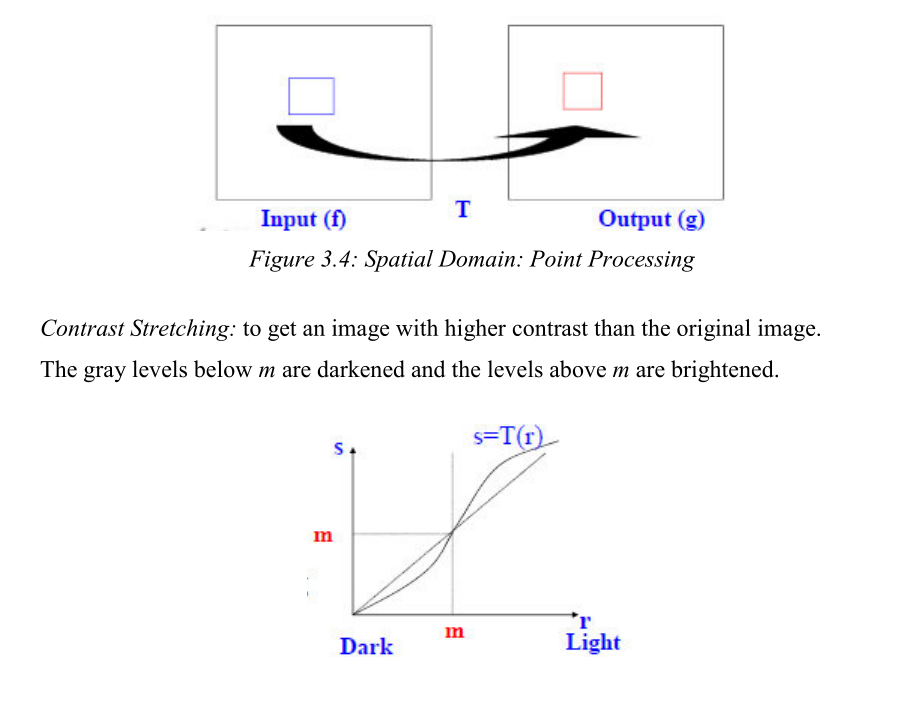 Input (f)
T
Output (g)
Figure 3.4: Spatial Domain: Point Processing
Contrast Stretching: to get an image with higher contrast than the original image.
The gray levels below m are darkened and the levels above m are brightened.
s=T(r)
s
m
m
r
Dark
Light